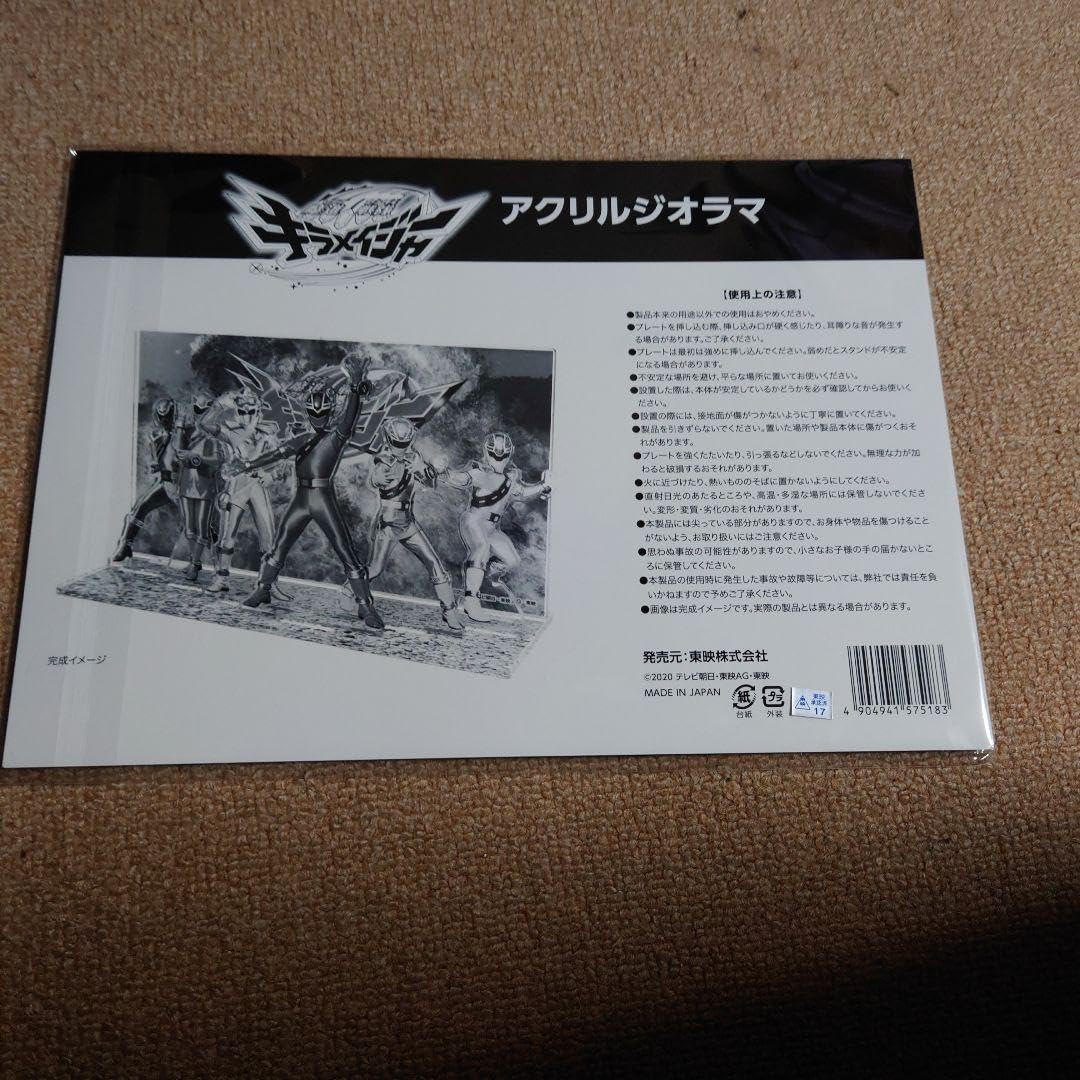 キラメイジャー
アクリルジオラマ
【使用上の注意】
●製品本来の用途以外での使用はおやめください。
●プレートを挿し込む際、挿し込み口が硬く感じたり、耳障りな音が発生す
る場合があります。ご了承ください。
●プレートは最初は強めに挿し込んでください。弱めだとスタンドが不安定
になる場合があります。
●不安定な場所を避け、平らな場所に置いてお使いください。
●設置した際は、本体が安定しているかどうかを必ず確認してからお使いく
ださい。
●設置の際には、接地面が傷がつかないように丁寧に置いてください。
●製品を引きずらないでください。置いた場所や製品本体に傷がつくおそ
れがあります。
●プレートを強くたたいたり、引っ張るなどしないでください。無理な力が加
わると破損するおそれがあります。
●火に近づけたり、熱いもののそばに置かないようにしてください。
●直射日光のあたるところや、高温・多湿な場所には保管しないでくださ
い。変形・変質・劣化のおそれがあります。
●本製品には尖っている部分がありますので、お身体や物品を傷つけること
がないよう、お取り扱いにはご注意ください。
●思わぬ事故の可能性がありますので、小さなお子様の手の届かないとこ
ろに保管してください。
●本製品の使用時に発生した事故や故障等については、弊社では責任を負
いかねますので予めご了承ください。
●画像は完成イメージです。実際の製品とは異なる場合があります。
完成イメージ
発売元：東映株式会社
©2020 テレビ朝日・東映AG・東映
MADE IN JAPAN
紙
台紙
プラ
外装
東映
承認済
17
4 904941 575183